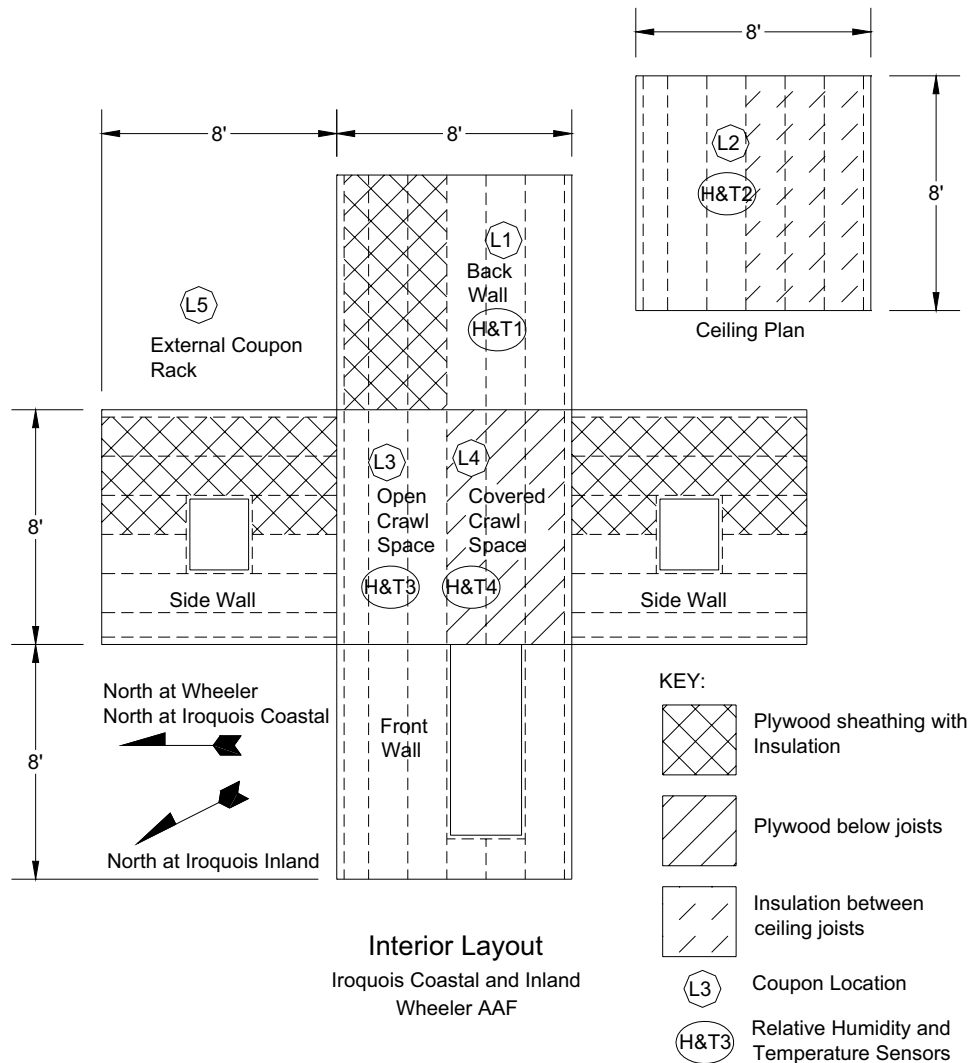 8'
8'
8'
L2
H&T2
8'
Ceiling Plan
L1
Back
Wall
H&T1
L5
External Coupon
Rack
8'
L3
Open
Crawl
Space
H&T3
L4
Covered
Crawl
Space
H&T4
Side Wall
Side Wall
North at Wheeler
North at Iroquois Coastal
8'
North at Iroquois Inland
Front
Wall
KEY:
Plywood sheathing with
Insulation
Plywood below joists
Insulation between
ceiling joists
L3
Coupon Location
H&T3
Relative Humidity and
Temperature Sensors
Interior Layout
Iroquois Coastal and Inland
Wheeler AAF